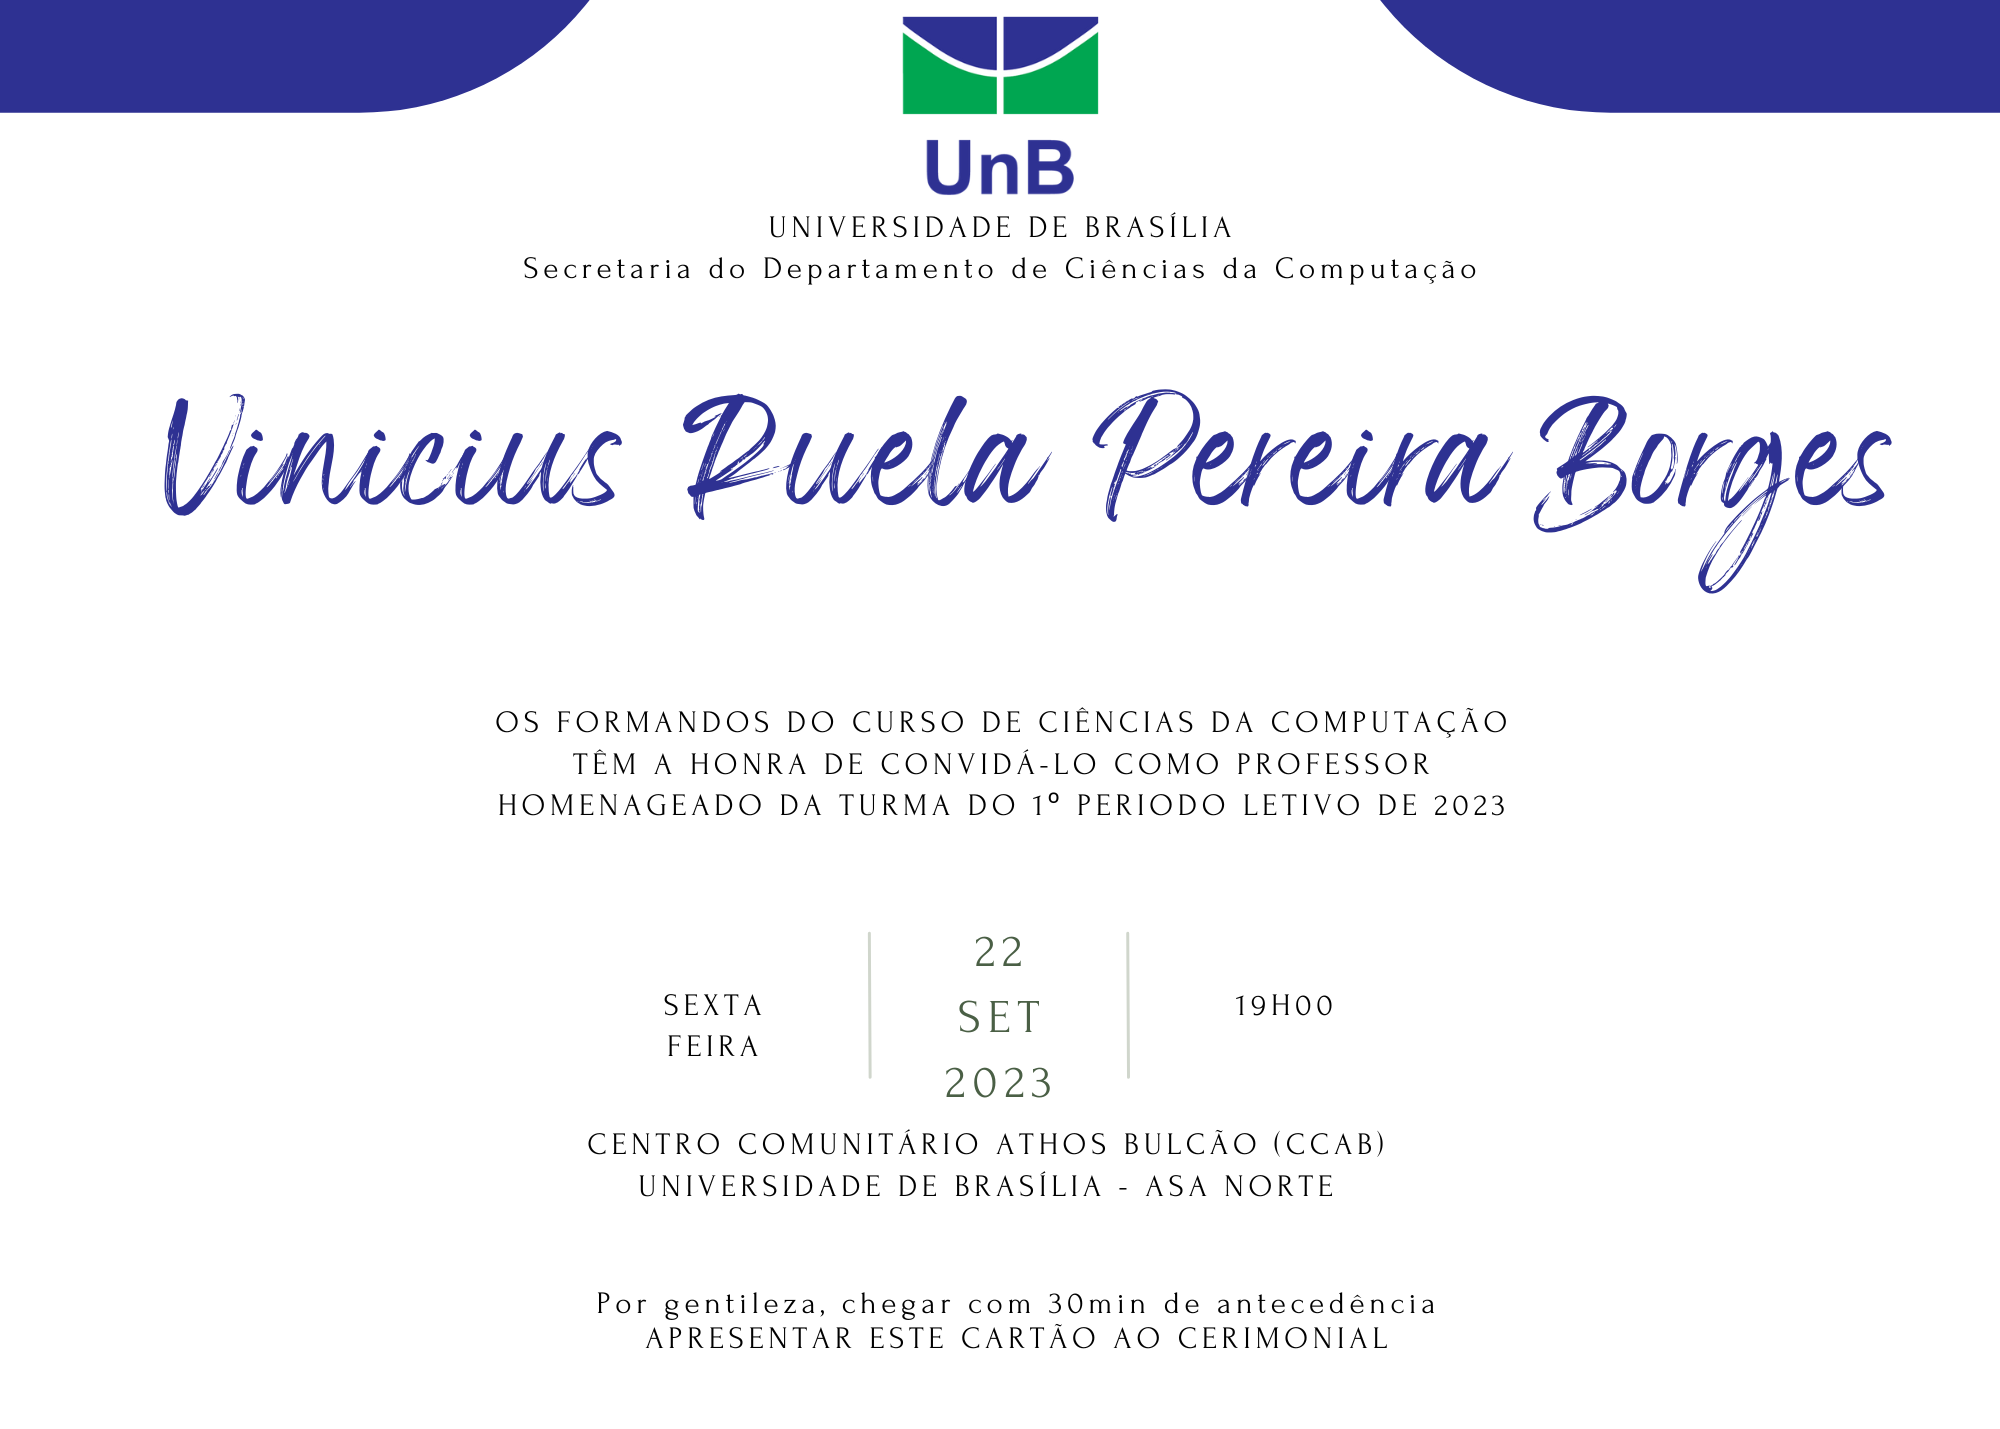 UnB
UNIVERSIDADE DE BRASÍLIA
Secretaria do Departamento de Ciências da Computação
Vinicius Ruela Pereira Borges
OS FORMANDOS DO CURSO DE CIÊNCIAS DA COMPUTAÇÃO
TÊM A HONRA DE CONVIDÁ-LO COMO PROFESSOR
HOMENAGEADO DA TURMA DO 1º PERIODO LETIVO DE 2023
SEXTA
FEIRA
22
SET
2023
19H00
CENTRO COMUNITÁRIO ATHOS BULCÃO (CCAB)
UNIVERSIDADE DE BRASÍLIA - ASA NORTE
Por gentileza, chegar com 30min de antecedência
APRESENTAR ESTE CARTÃO AO CERIMONIAL